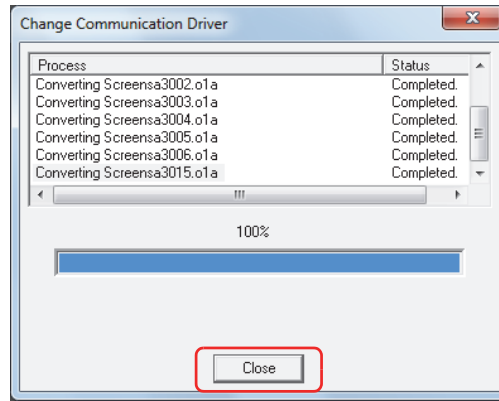 Change Communication Driver
Process Status
Converting Screensa3002.o1a Completed.
Converting Screensa3003.o1a Completed.
Converting Screensa3004.o1a Completed.
Converting Screensa3005.o1a Completed.
Converting Screensa3006.o1a Completed.
Converting Screensa3015.o1a Completed.
100%
Close